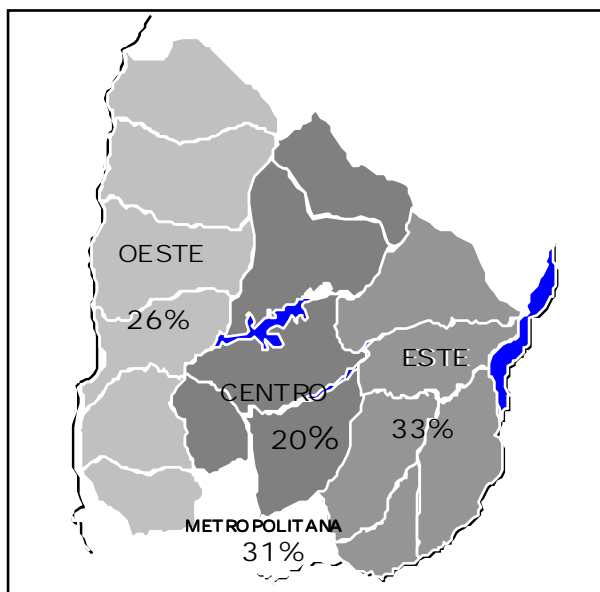 OESTE
26%
ESTE
CENTRO
33%
20%
METROPOLITANA
31%